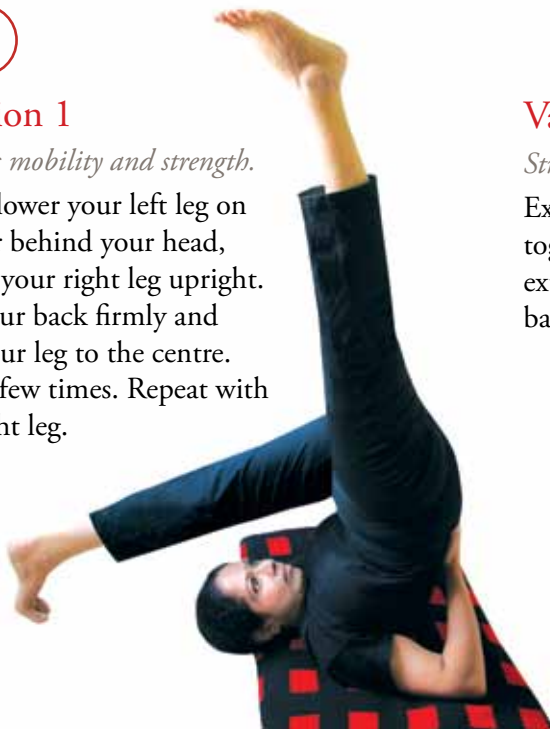 ion 1
mobility and strength.
lower your left leg on
behind your head,
your right leg upright.
ur back firmly and
ur leg to the centre.
few times. Repeat with
nt leg.
Va
Str
Ex
tog
ex
ba